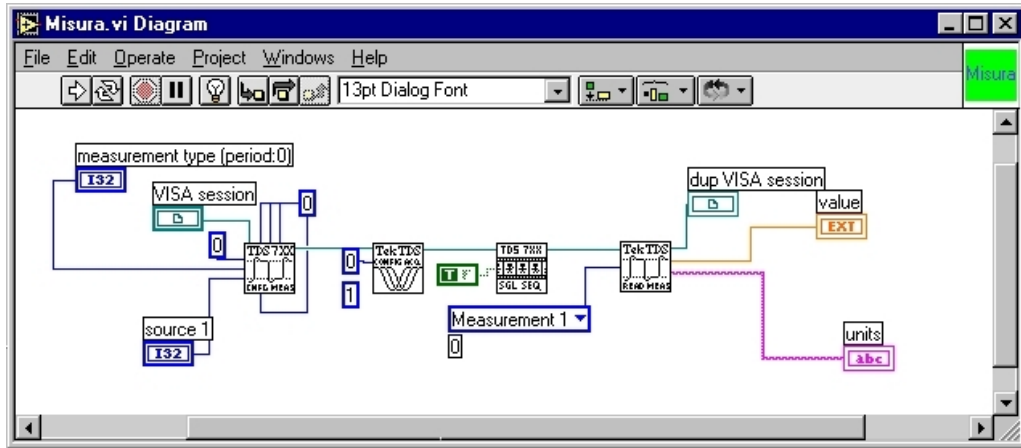 Misura.vi Diagram
File Edit Operate Project Windows Help
Misura
13pt Dialog Font
measurement type (period:0)
I32
VISA session
0
0
TDS 7XX
CNFG MEAS
source 1
I32
0
1
TekTDS
CONFIG ACQ.
T F
TDS 7XX
SGL SEQ.
Measurement 1
0
TekTDS
READ MEAS
dup VISA session
value
EXT
units
abc